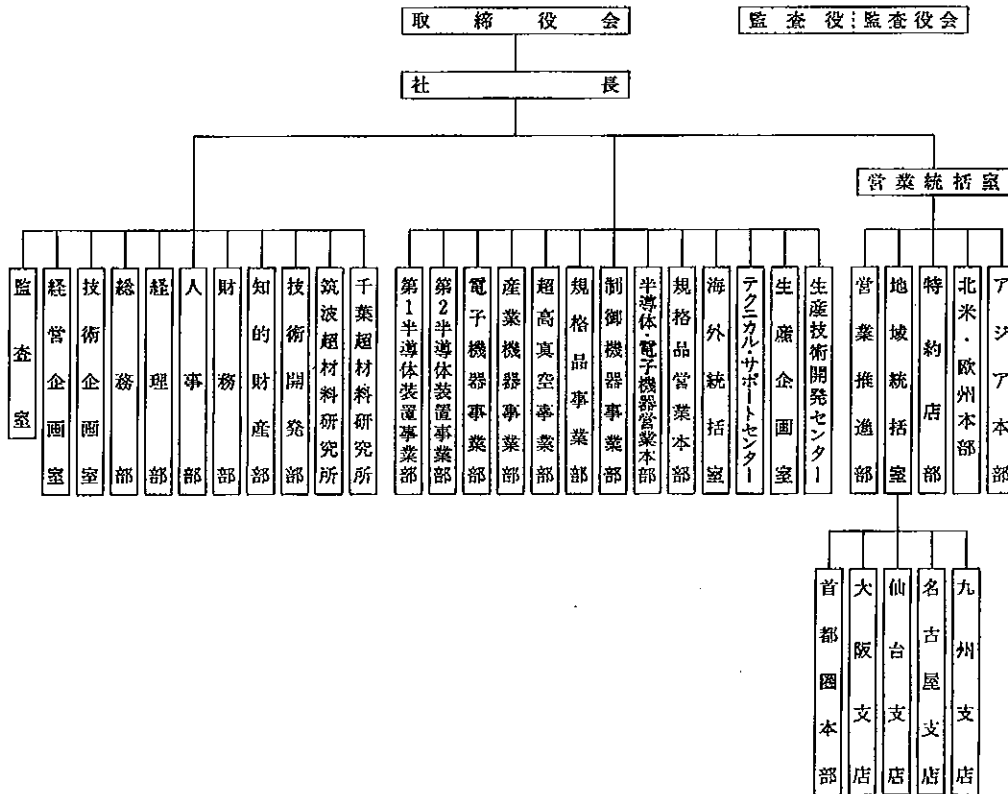 取締役会
監査役 監査役会
社長
営業統括室
監査室
経営企画室
技術企画室
総務部
経理部
人事部
財務部
知的財産部
技術開発部
筑波超材料研究所
千葉超材料研究所
第1半導体装置事業部
第2半導体装置事業部
電子機器事業部
産業機器事業部
超高真空事業部
規格品事業部
制御機器事業部
半導体・電子機器営業本部
規格品営業本部
海外統括室
テクニカル・サポートセンター
生産企画室
生産技術開発センター
営業推進部
地域統括室
特約店部
北米・欧州本部
アジア本部
首都圏本部
大阪支店
仙台支店
名古屋支店
九州支店